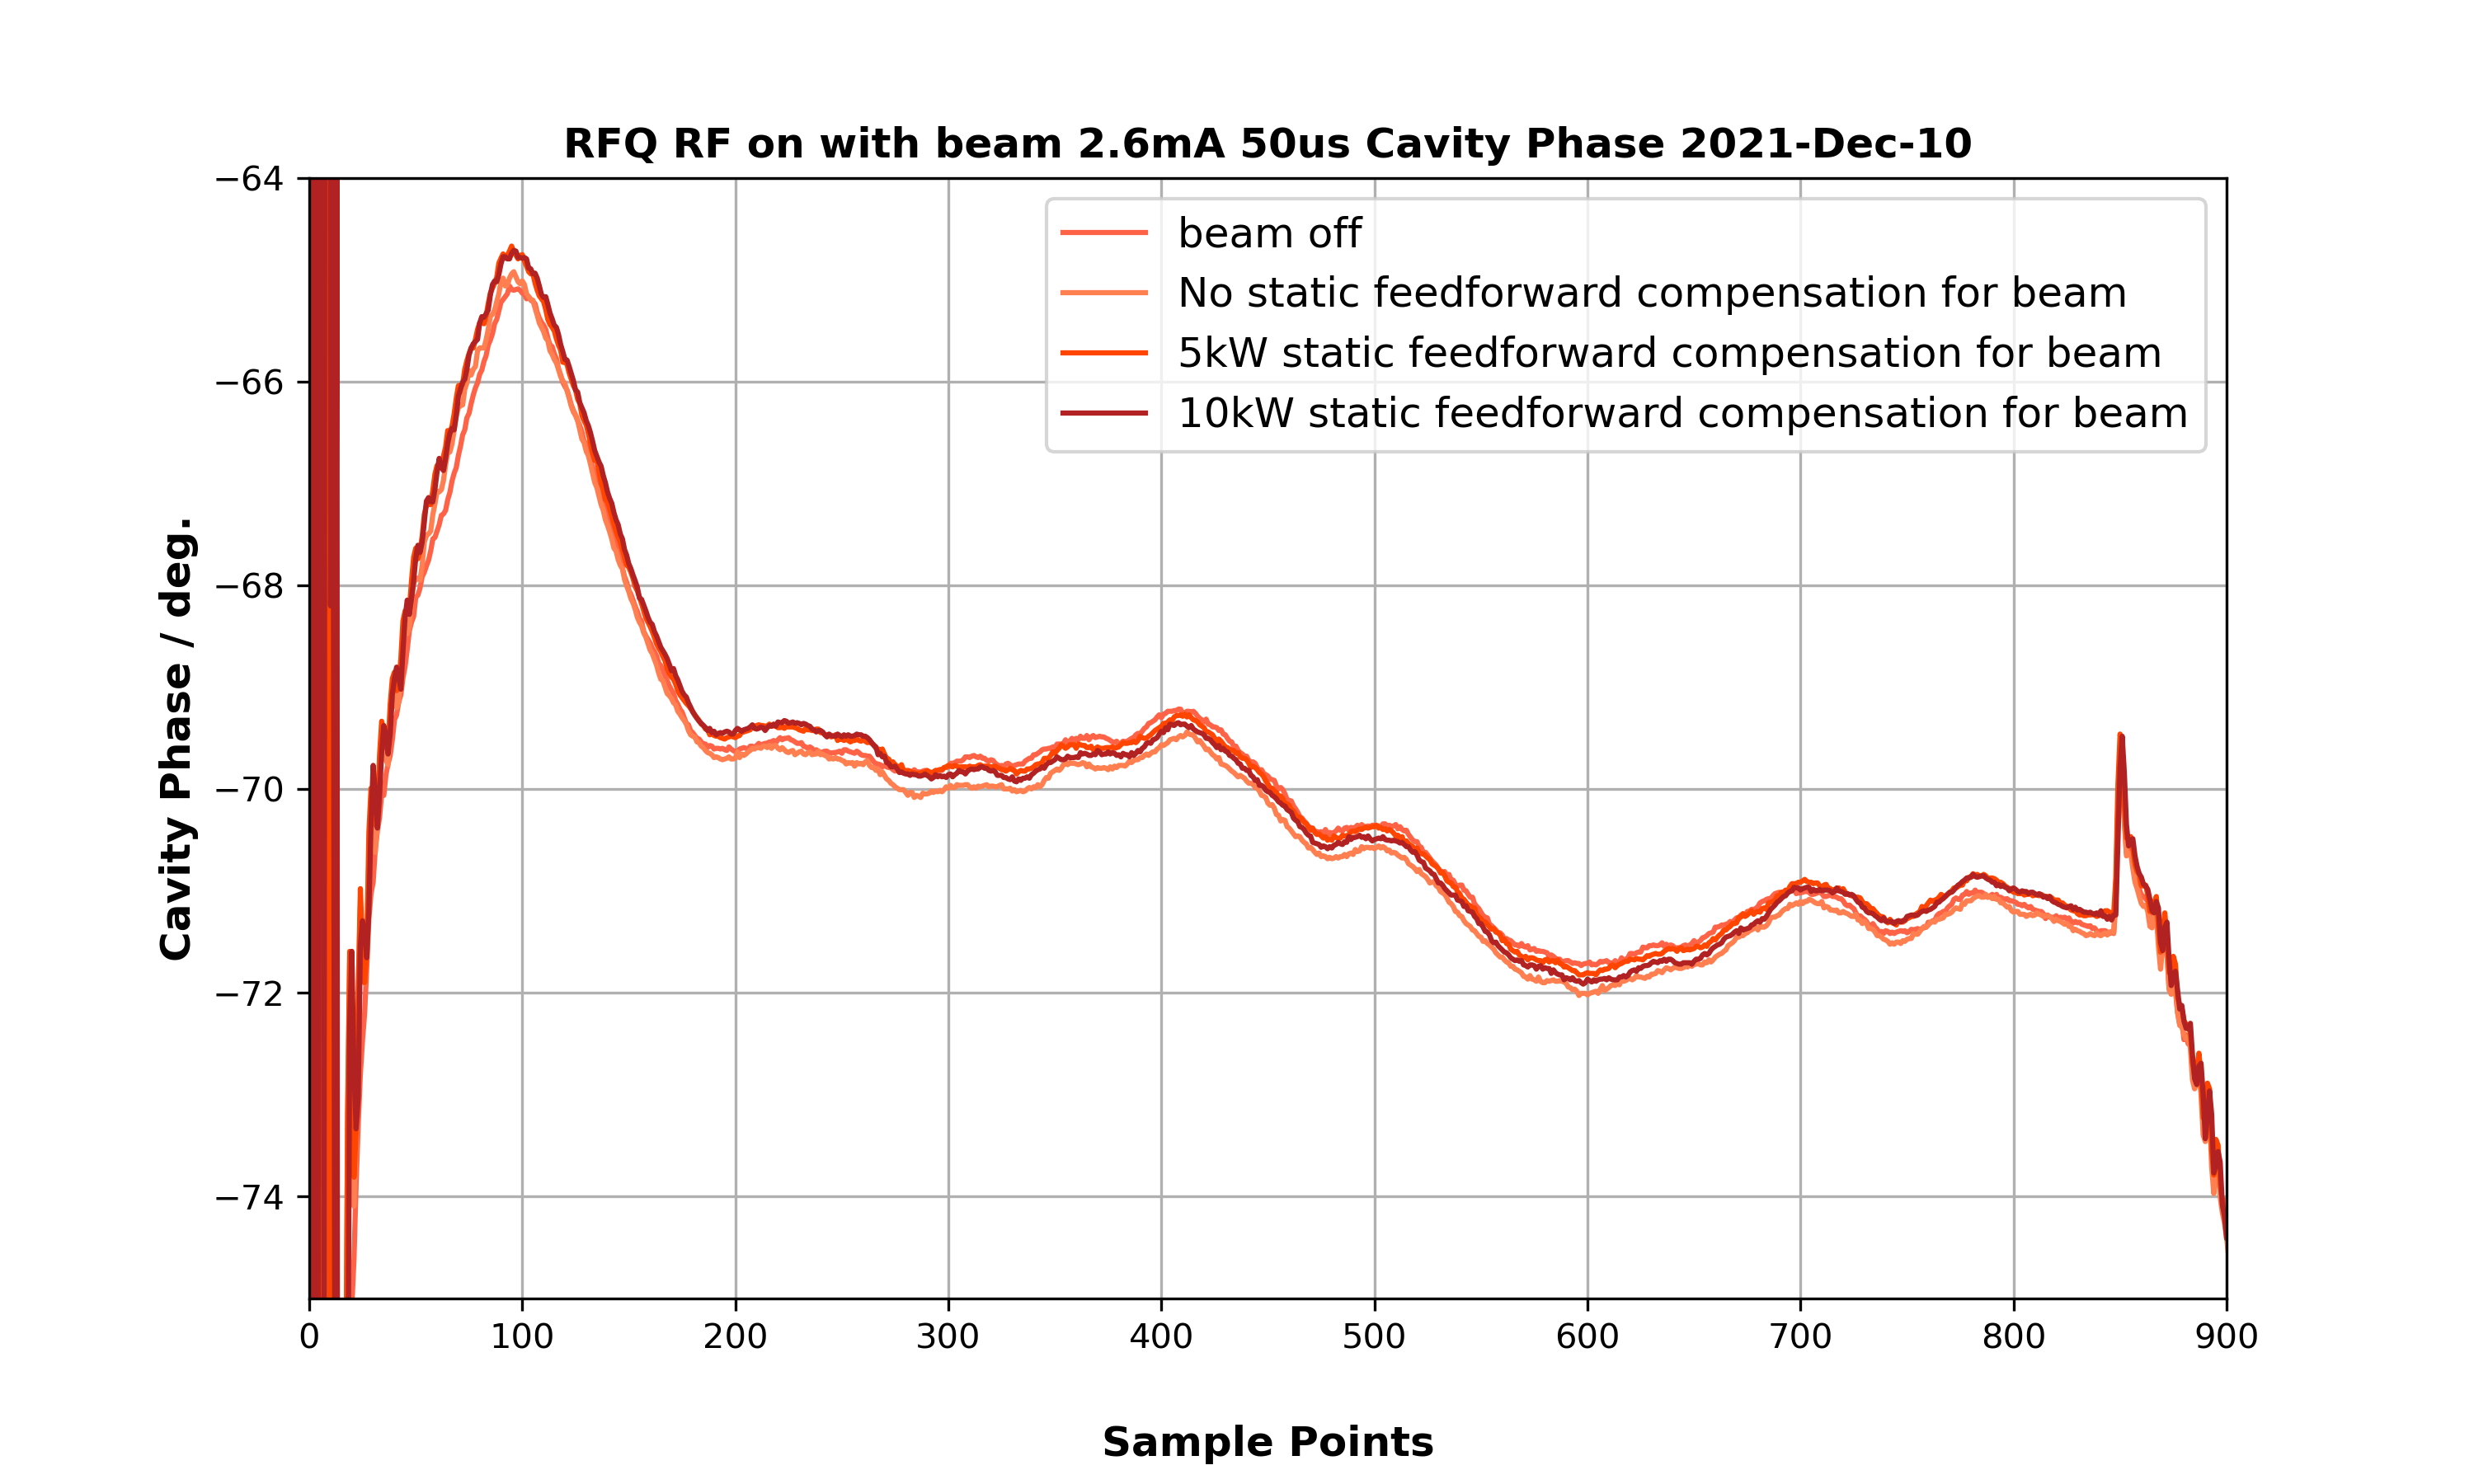 RFQ RF on with beam 2.6mA 50us Cavity Phase 2021-Dec-10
−64
−66
−68
−70
−72
−74
Cavity Phase / deg.
beam off
No static feedforward compensation for beam
5kW static feedforward compensation for beam
10kW static feedforward compensation for beam
0 100 200 300 400 500 600 700 800 900
Sample Points